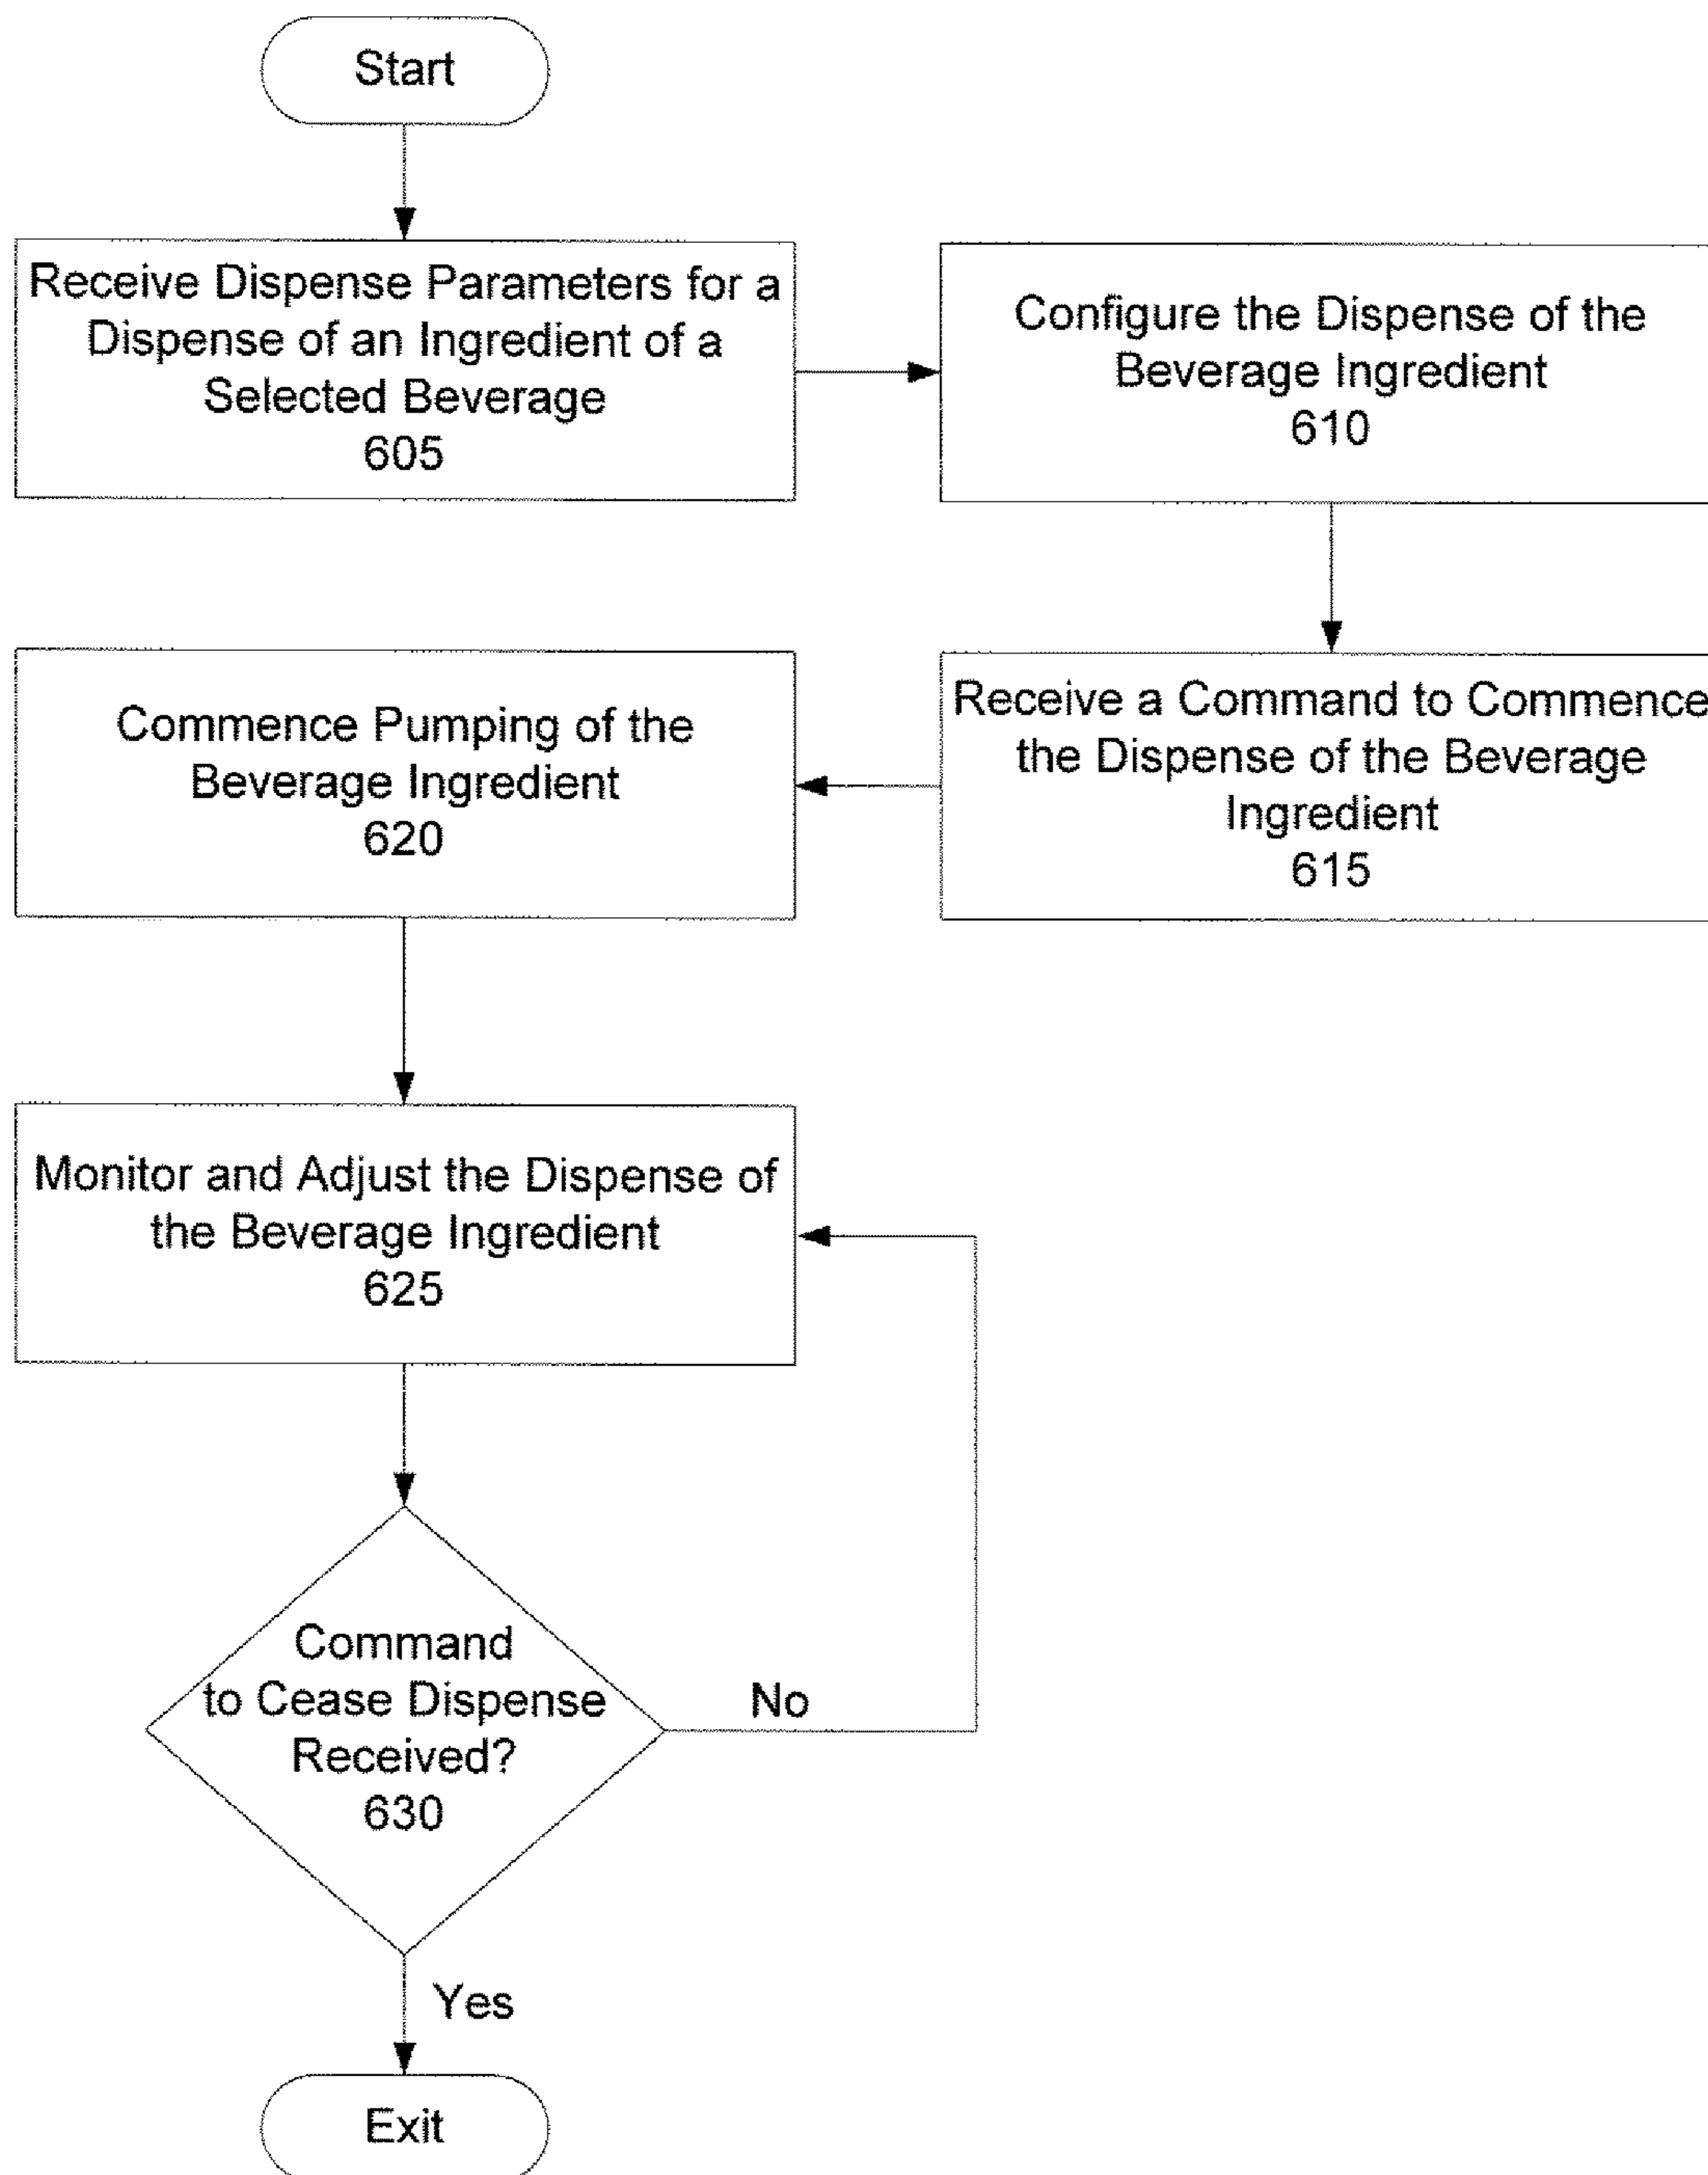 Start
Receive Dispense Parameters for a
Dispense of an Ingredient of a
Selected Beverage
605
Configure the Dispense of the
Beverage Ingredient
610
Receive a Command to Commence
the Dispense of the Beverage
Ingredient
615
Commence Pumping of the
Beverage Ingredient
620
Monitor and Adjust the Dispense of
the Beverage Ingredient
625
Command
to Cease Dispense
Received?
630
No
Yes
Exit